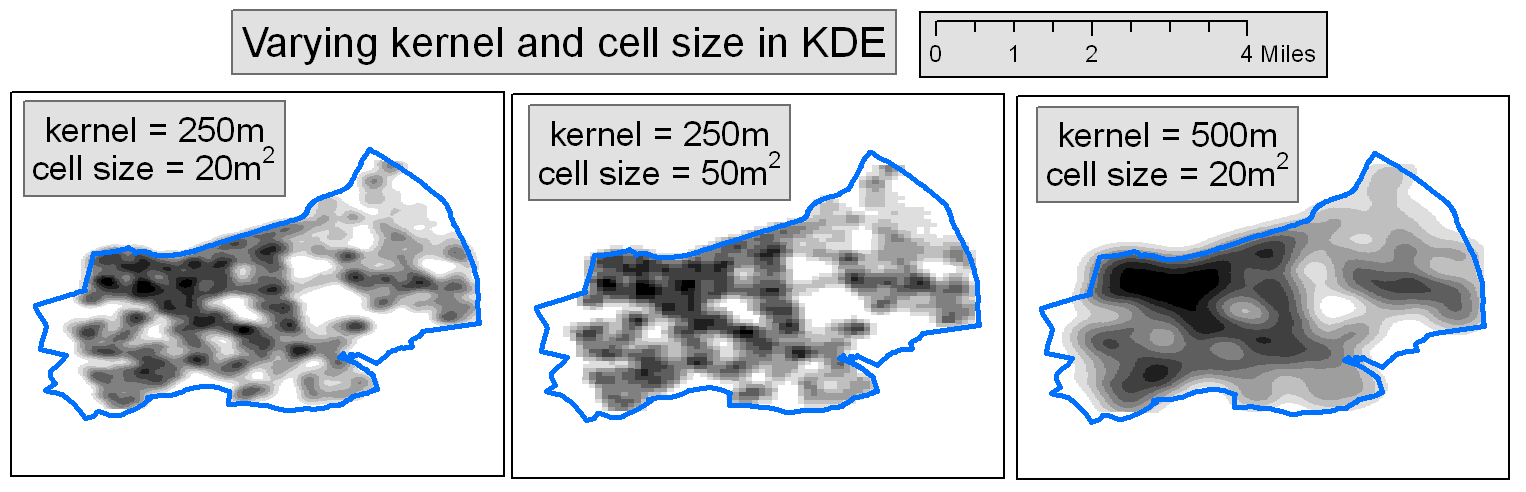 Varying kernel and cell size in KDE
0 1 2 4 Miles
kernel = 250m
cell size = 20m²
kernel = 250m
cell size = 50m²
kernel = 500m
cell size = 20m²